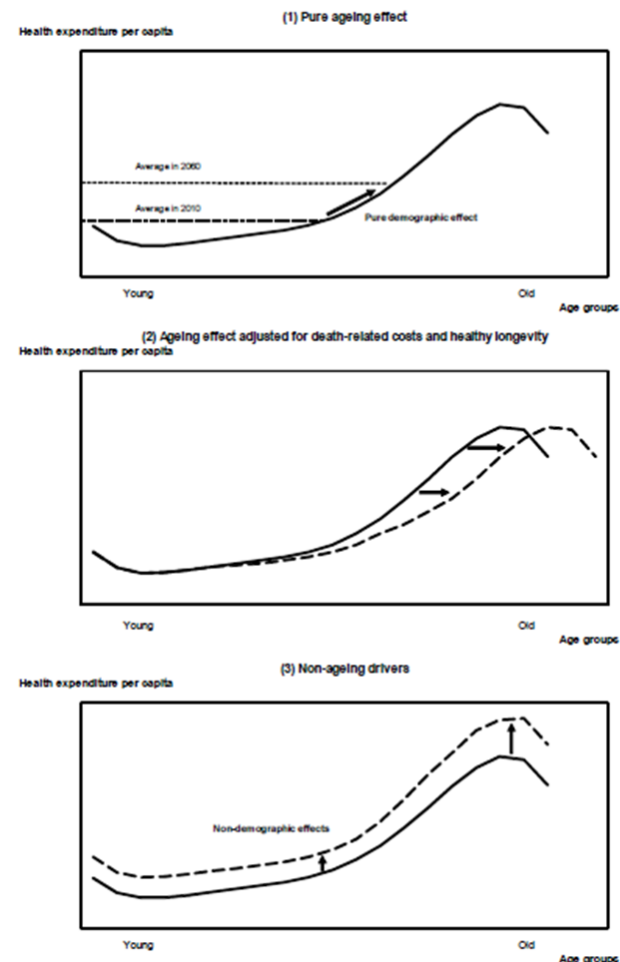 (1) Pure ageing effect
Health expenditure per capita
Average in 2060
Average in 2010
Pure demographic effect
Young
Old
Age groups
(2) Ageing effect adjusted for death-related costs and healthy longevity
Health expenditure per capita
Young
Old
Age groups
(3) Non-ageing drivers
Health expenditure per capita
Non-demographic effects
Young
Old
Age groups